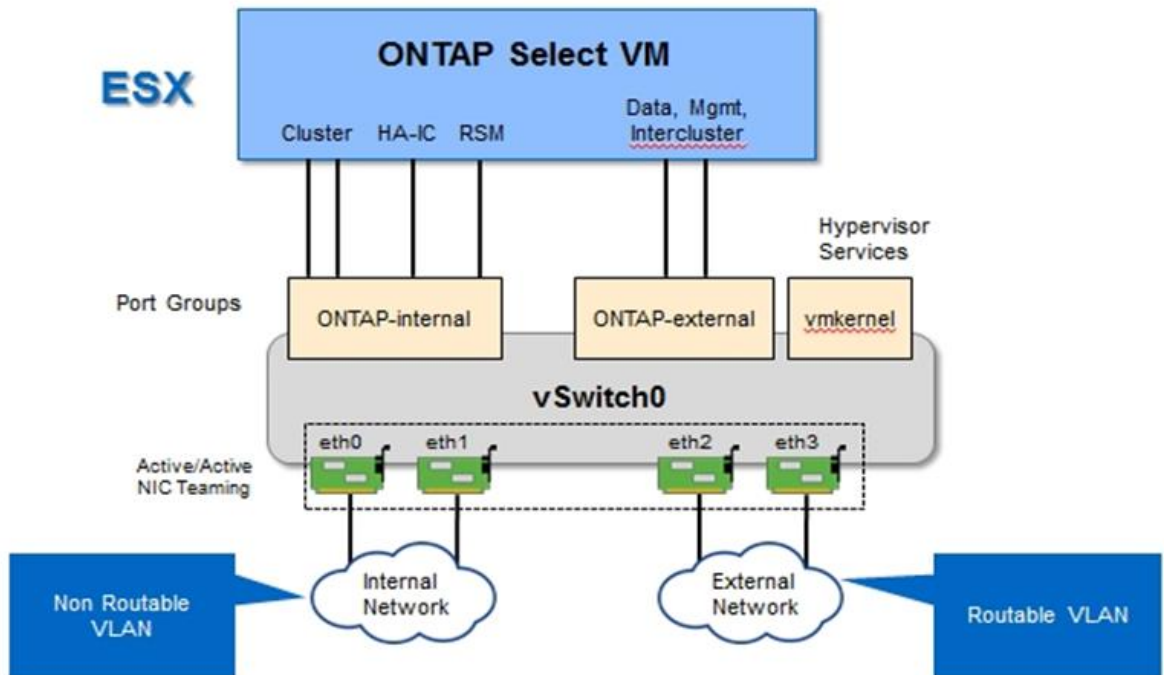 ONTAP Select VM
ESX
Data, Mgmt,
Intercluster
Cluster HA-IC RSM
Hypervisor
Services
Port Groups
ONTAP-internal
ONTAP-external
vmkernel
vSwitch0
eth0 eth1 eth2 eth3
Active/Active
NIC Teaming
Internal
Network
External
Network
Non Routable
VLAN
Routable VLAN